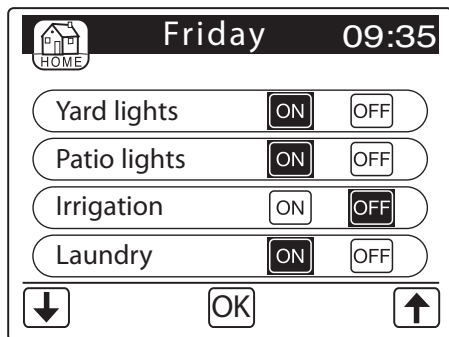 Friday 09:35
HOME
Yard lights ON OFF
Patio lights ON OFF
Irrigation ON OFF
Laundry ON OFF
OK